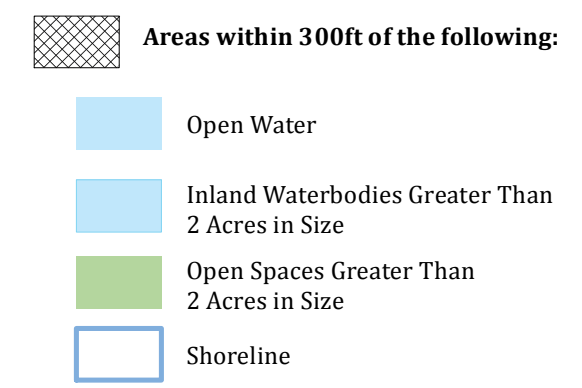 Areas within 300ft of the following:
Open Water
Inland Waterbodies Greater Than
2 Acres in Size
Open Spaces Greater Than
2 Acres in Size
Shoreline